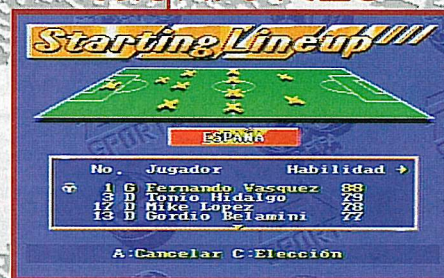 Starting Lineup
ESPAÑA
No. Jugador Habilidad →
1 G Fernando Vasquez 88
3 D Tonio Hidalgo 79
17 D Mike Lopez 78
13 D Gordio Belamini 77
A:Cancelar C:Elección